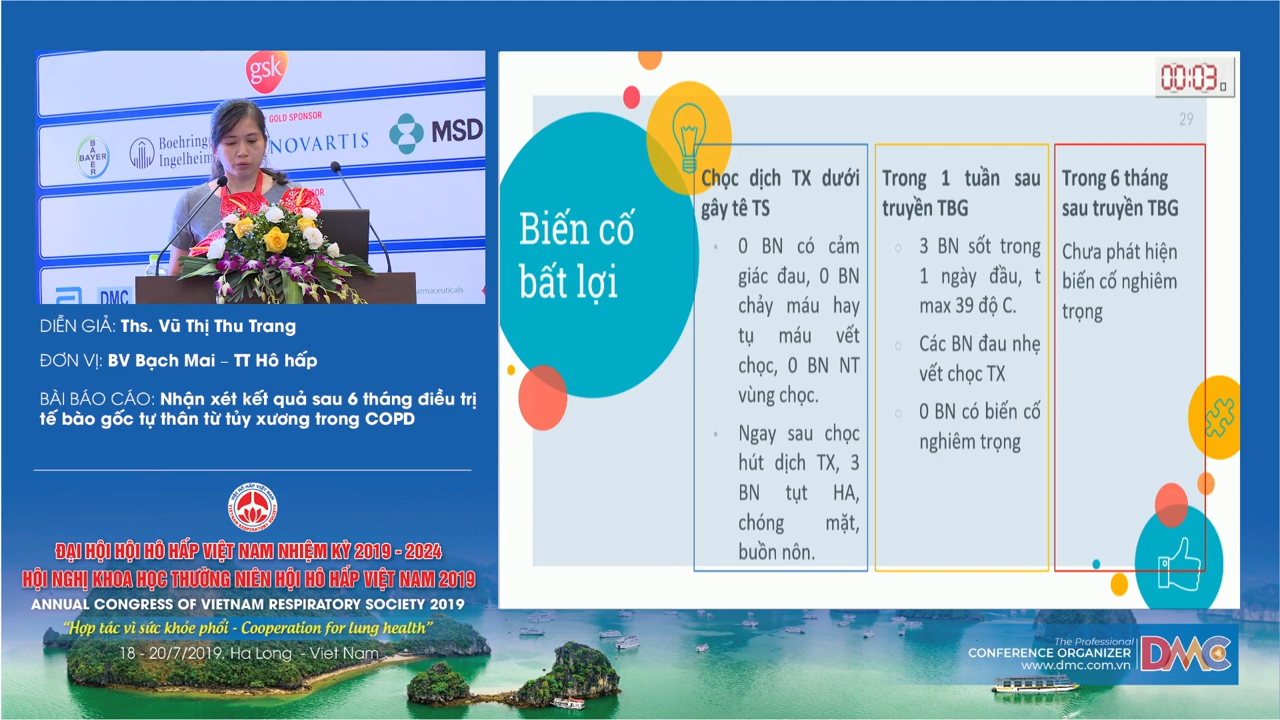 gsk
GOLD SPONSOR
BAYER
BAYER
Boehringer
Ingelheim
NOVARTIS
MSD
DMC
DIỄN GIẢ: Ths. Vũ Thị Thu Trang
ĐƠN VỊ: BV Bạch Mai – TT Hô hấp
BÀI BÁO CÁO: Nhận xét kết quả sau 6 tháng điều trị
tế bào gốc tự thân từ tủy xương trong COPD
ĐẠI HỘI HỘI HÔ HẤP VIỆT NAM NHIỆM KỲ 2019 - 2024
HỘI NGHỊ KHOA HỌC THƯỜNG NIÊN HỘI HÔ HẤP VIỆT NAM 2019
ANNUAL CONGRESS OF VIETNAM RESPIRATORY SOCIETY 2019
“Hợp tác vì sức khỏe phổi - Cooperation for lung health”
18 - 20/7/2019, Ha Long - Viet Nam
00:03
29
Biến cố
bất lợi
Chọc dịch TX dưới
gây tê TS
0 BN có cảm
giác đau, 0 BN
chảy máu hay
tụ máu vết
chọc, 0 BN NT
vùng chọc.
Ngay sau chọc
hút dịch TX, 3
BN tụt HA,
chóng mặt,
buồn nôn.
Trong 1 tuần sau
truyền TBG
3 BN sốt trong
1 ngày đầu, t
max 39 độ C.
Các BN đau nhẹ
vết chọc TX
0 BN có biến cố
nghiêm trọng
Trong 6 tháng
sau truyền TBG
Chưa phát hiện
biến cố nghiêm
trọng
The Professional
CONFERENCE ORGANIZER
www.dmc.com.vn
DMC